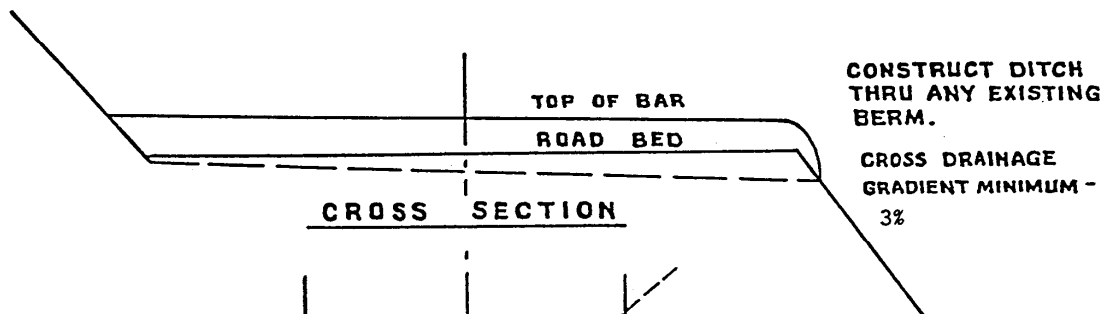 TOP OF BAR
ROAD BED
CROSS SECTION
CONSTRUCT DITCH
THRU ANY EXISTING
BERM.
CROSS DRAINAGE
GRADIENT MINIMUM -
3%